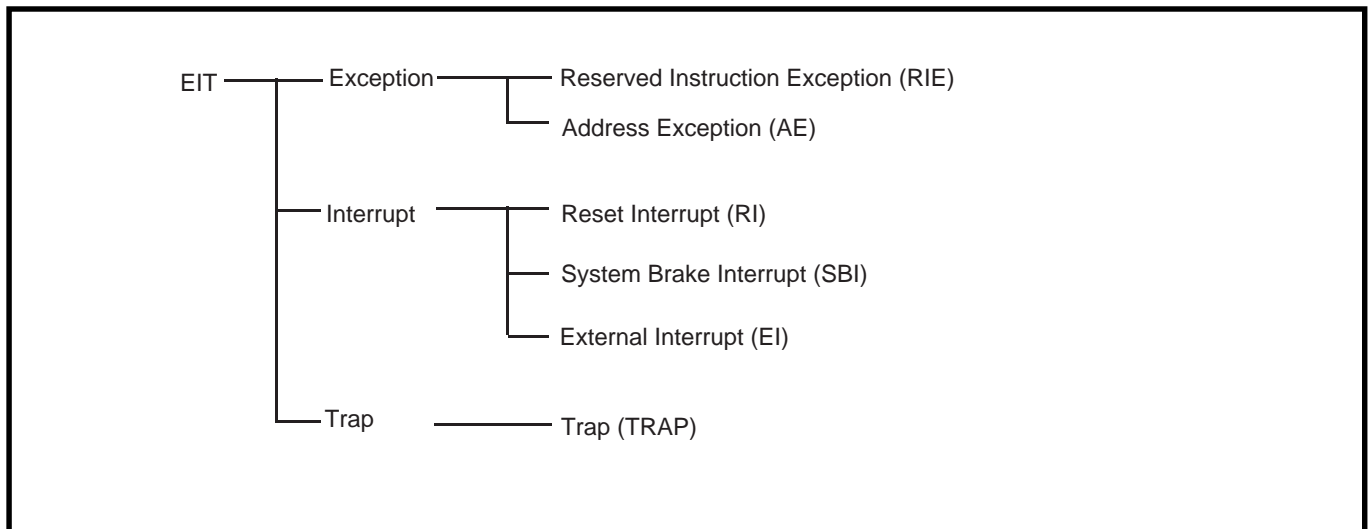 EIT
Exception
Reserved Instruction Exception (RIE)
Address Exception (AE)
Interrupt
Reset Interrupt (RI)
System Brake Interrupt (SBI)
External Interrupt (EI)
Trap
Trap (TRAP)